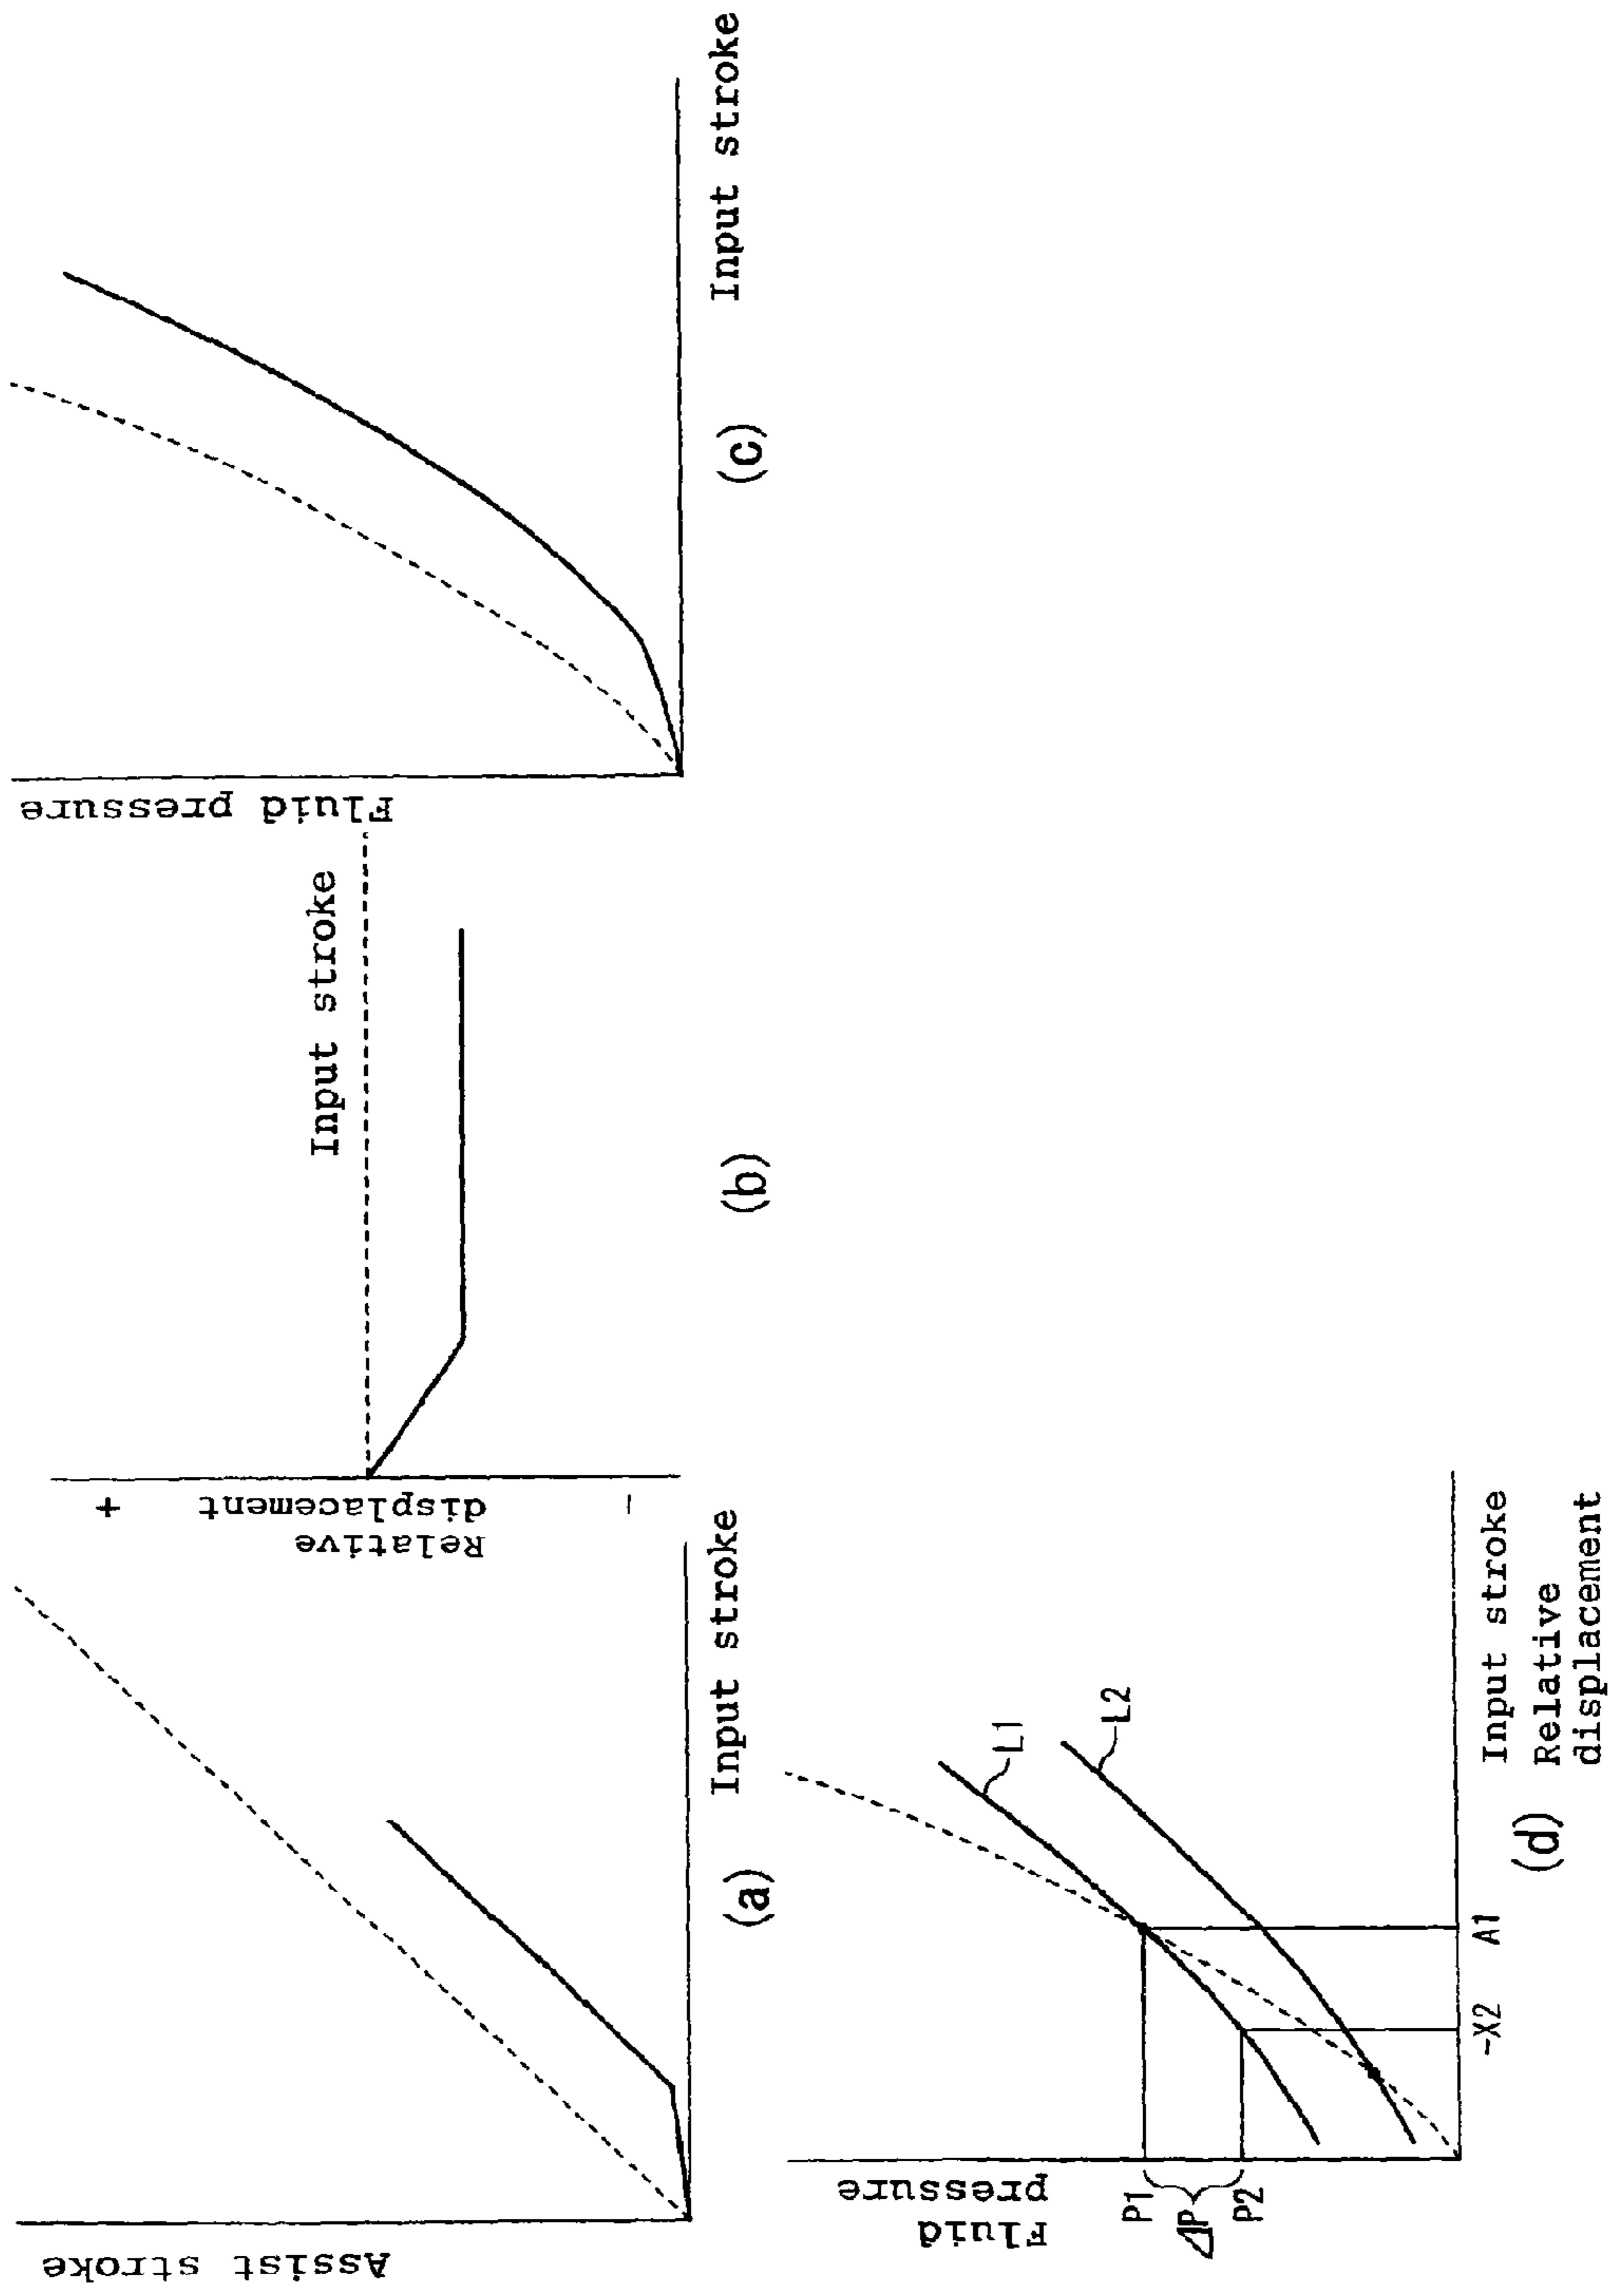 Assist stroke
Input stroke
(a)
Relative
displacement
+
−
Input stroke
(b)
Fluid pressure
Input stroke
(c)
Fluid
pressure
P1
⊿P
P2
L1
L2
-X2
A1
Input stroke
Relative
displacement
(d)